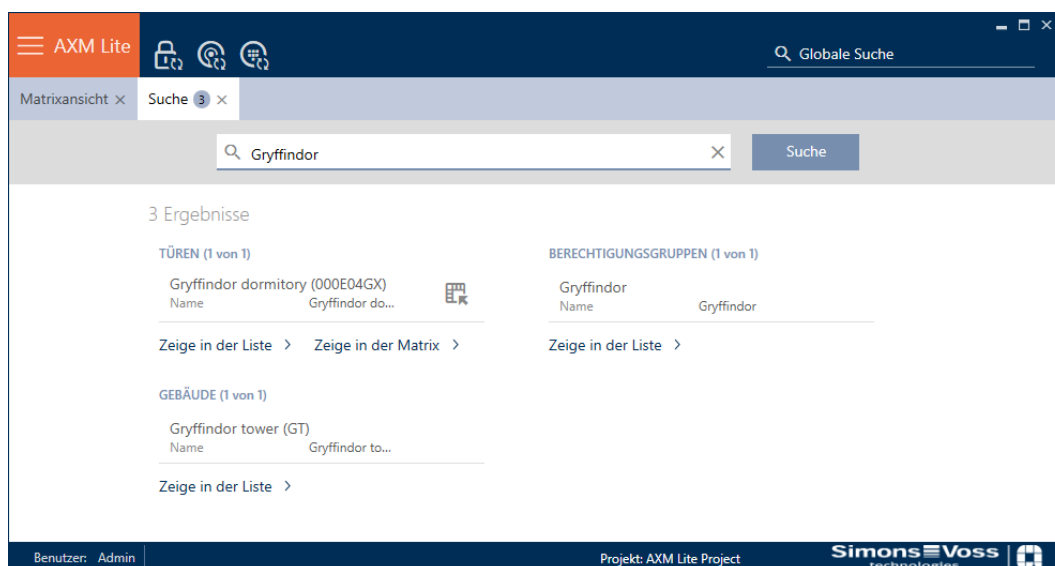 AXM Lite
Globale Suche
Matrixansicht
Suche 3
Gryffindor
Suche
3 Ergebnisse
TÜREN (1 von 1)
Gryffindor dormitory (000E04GX)
Name Gryffindor do...
Zeige in der Liste Zeige in der Matrix
BERECHTIGUNGSGRUPPEN (1 von 1)
Gryffindor
Name Gryffindor
Zeige in der Liste
GEBÄUDE (1 von 1)
Gryffindor tower (GT)
Name Gryffindor to...
Zeige in der Liste
Benutzer: Admin
Projekt: AXM Lite Project
Simons Voss
technologies